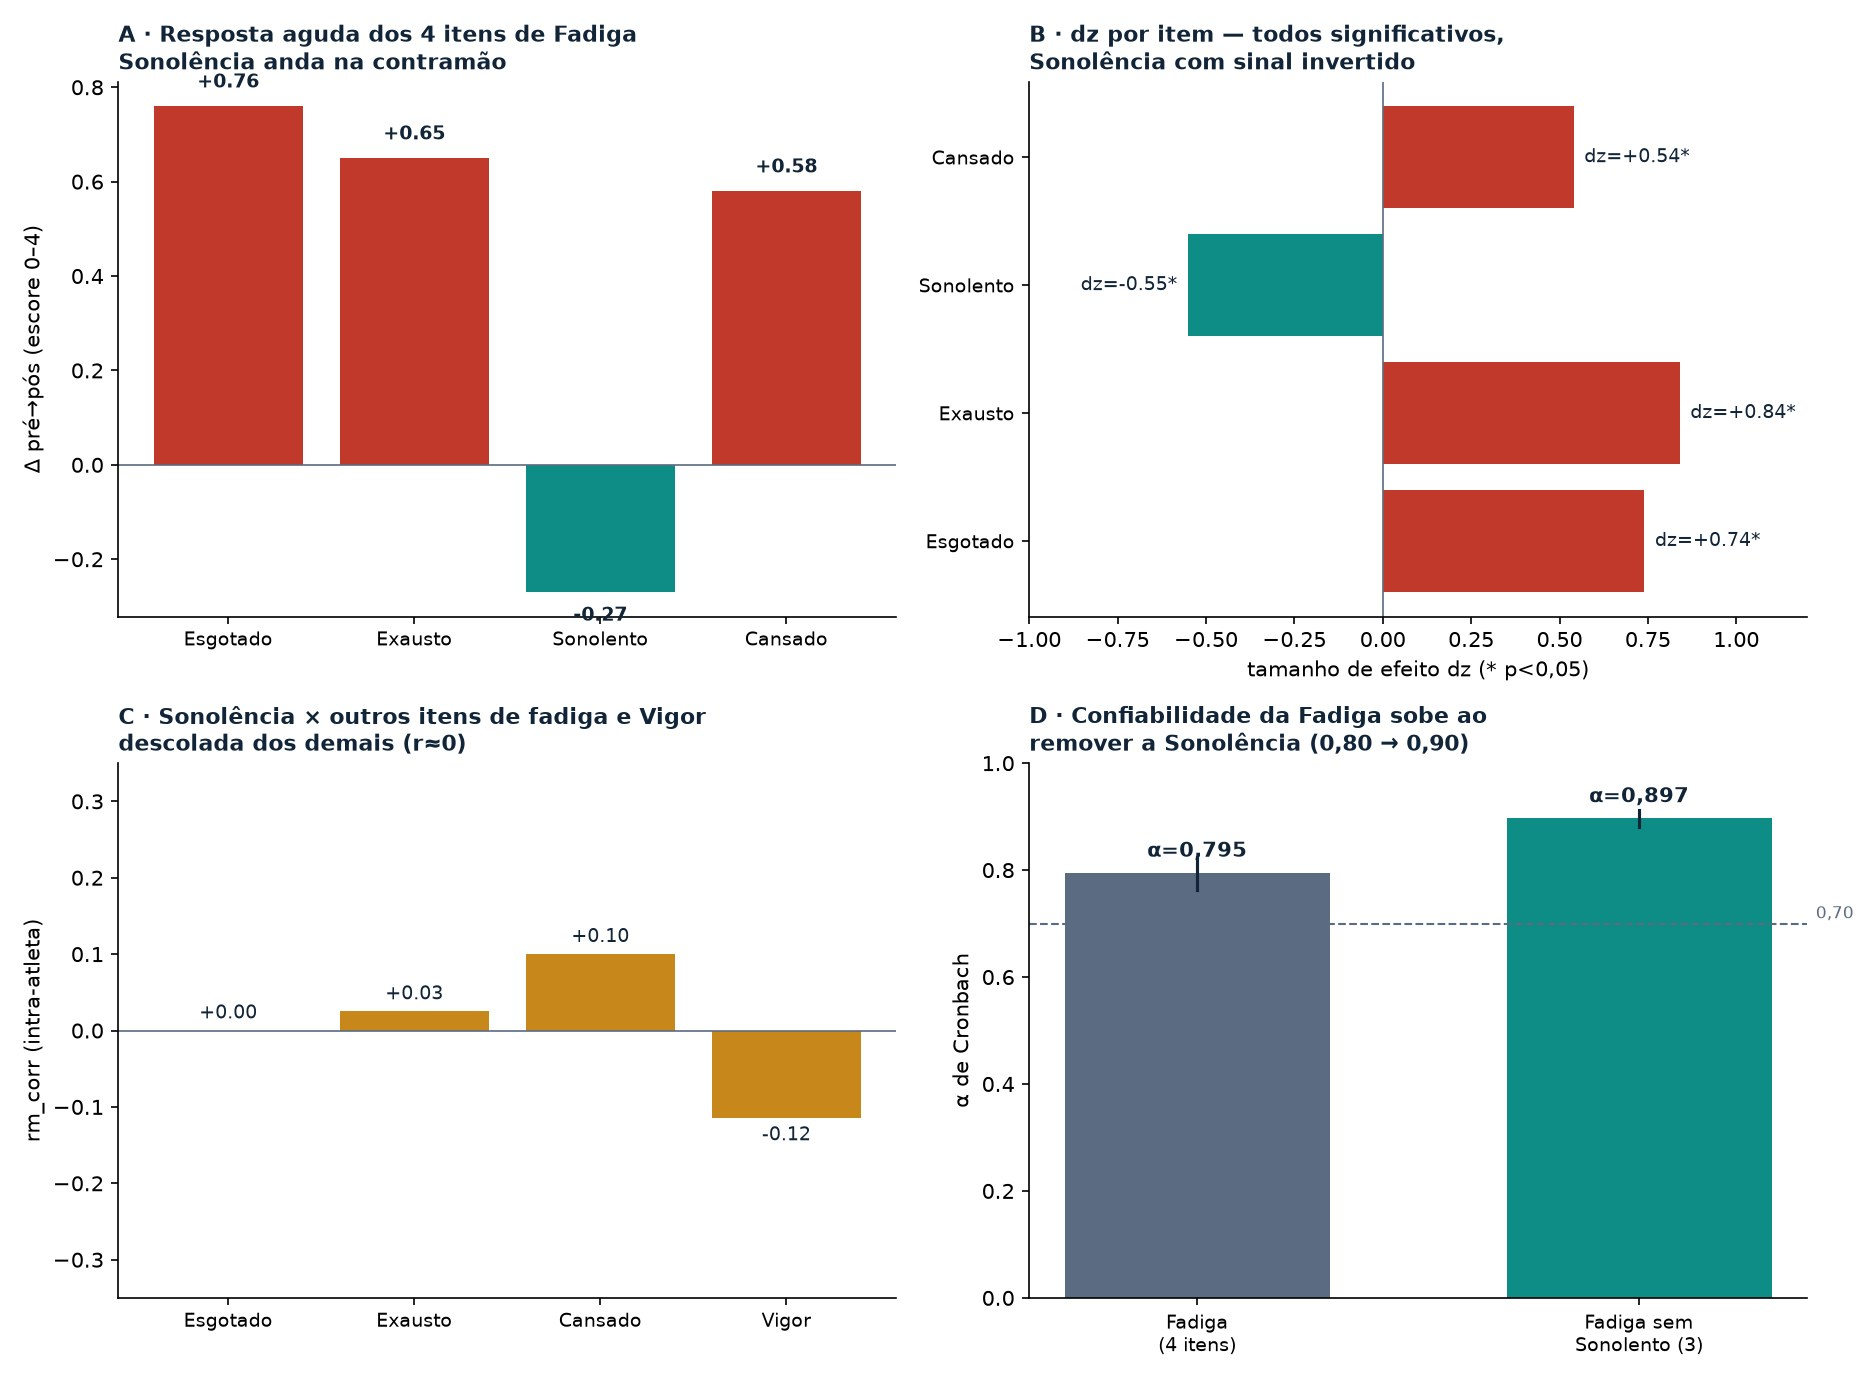 A · Resposta aguda dos 4 itens de Fadiga
Sonolência anda na contramão
Δ pré→pós (escore 0–4)
0.8
0.6
0.4
0.2
0.0
−0.2
+0.76
+0.65
-0.27
+0.58
Esgotado
Exausto
Sonolento
Cansado
B · dz por item — todos significativos,
Sonolência com sinal invertido
Cansado
dz=+0.54*
Sonolento
dz=-0.55*
Exausto
dz=+0.84*
Esgotado
dz=+0.74*
−1.00
−0.75
−0.50
−0.25
0.00
0.25
0.50
0.75
1.00
tamanho de efeito dz (* p<0,05)
C · Sonolência × outros itens de fadiga e Vigor
descolada dos demais (r≈0)
rm_corr (intra-atleta)
0.3
0.2
0.1
0.0
−0.1
−0.2
−0.3
+0.00
+0.03
+0.10
-0.12
Esgotado
Exausto
Cansado
Vigor
D · Confiabilidade da Fadiga sobe ao
remover a Sonolência (0,80 → 0,90)
α de Cronbach
1.0
0.8
0.6
0.4
0.2
0.0
α=0,795
α=0,897
0,70
Fadiga
(4 itens)
Fadiga sem
Sonolento (3)